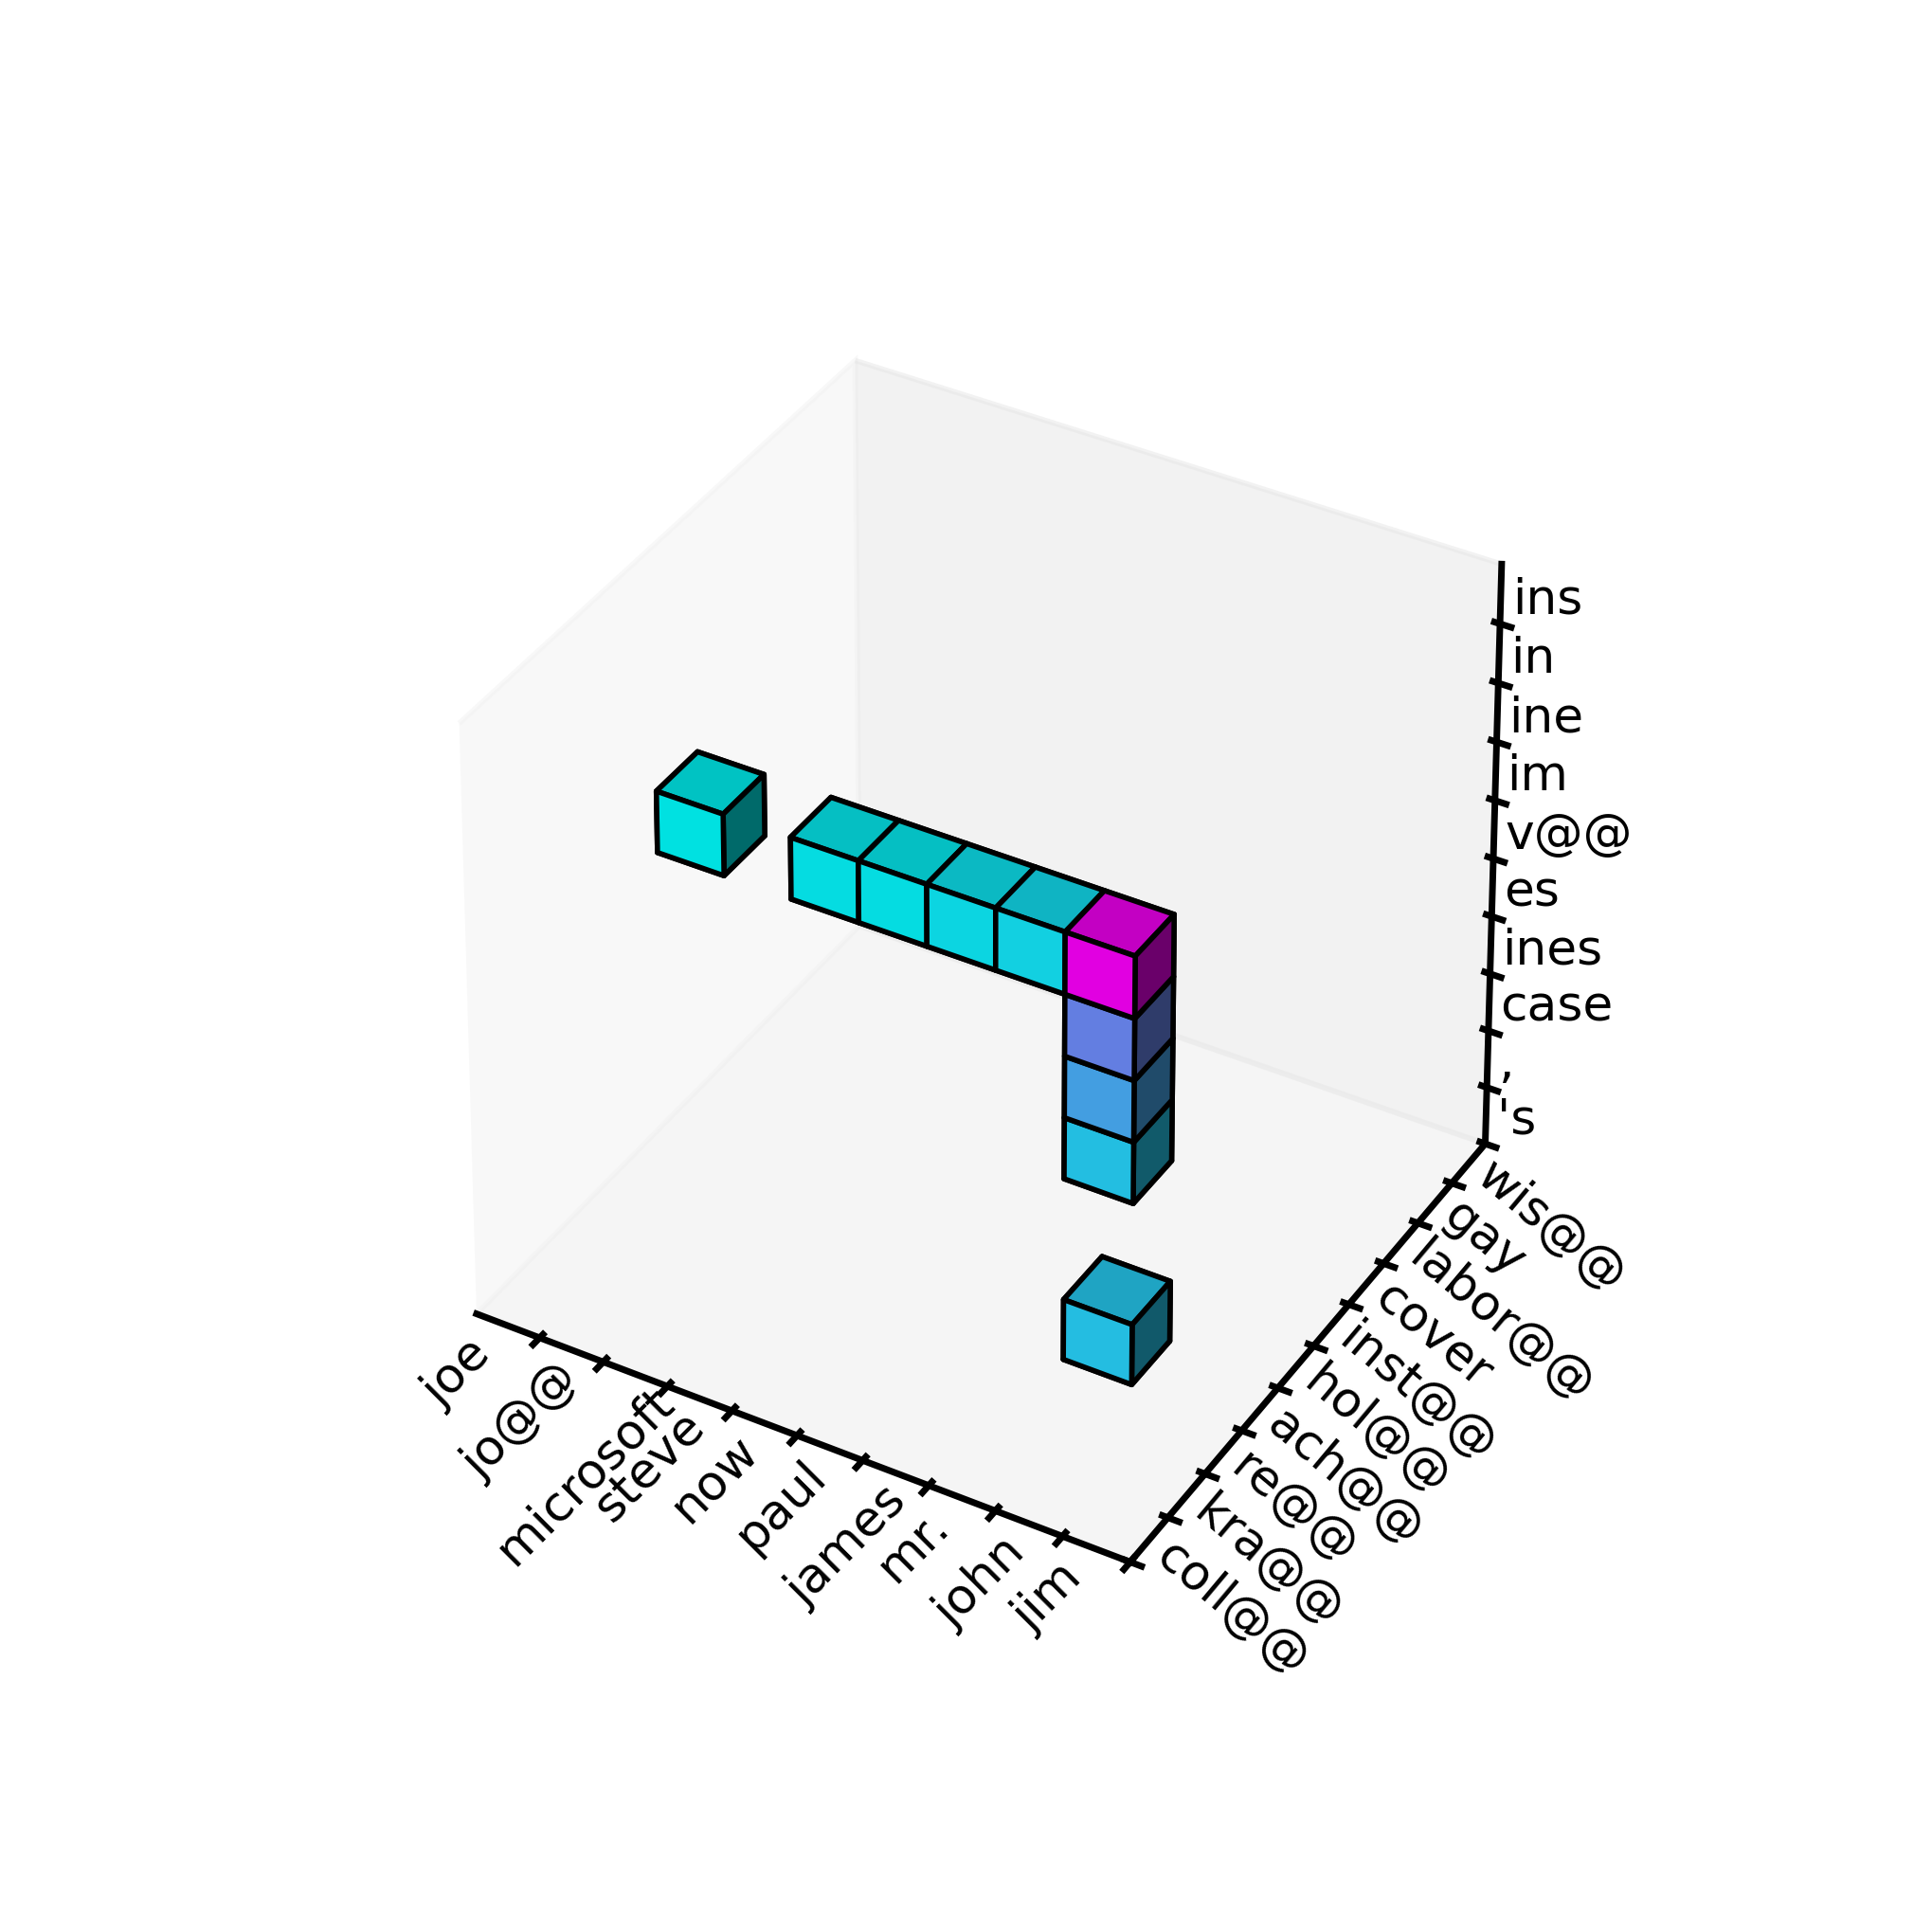 ins
in
ine
im
v@@
es
ines
case
,
's
wis@@
gay
labor@@
cover
inst@@
hol@@
ach@@
re@@
kra@@
coll@@
joe
jo@@
microsoft
steve
now
paul
james
mr.
john
jim